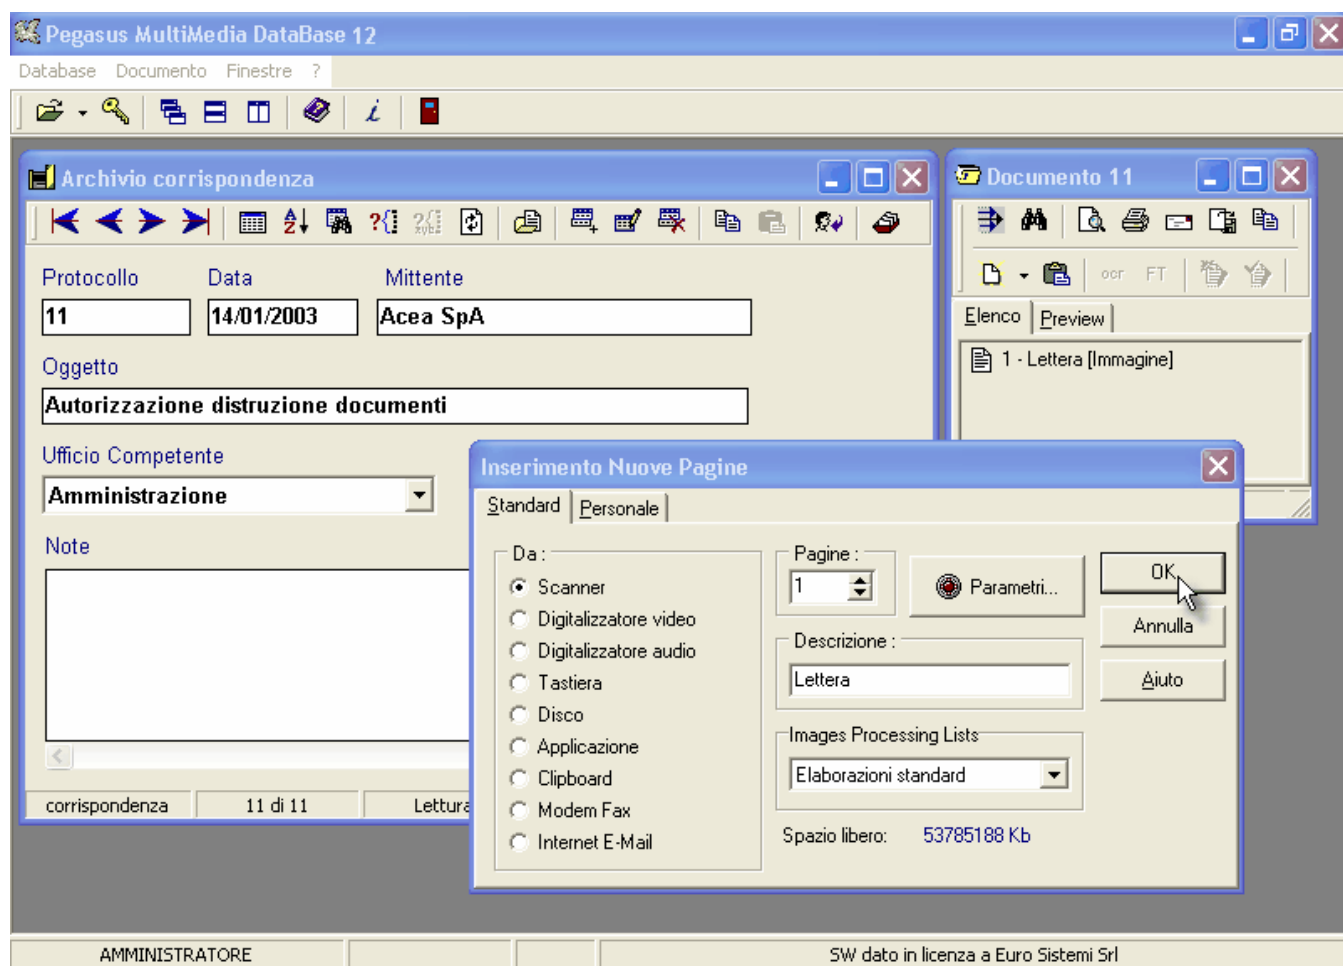 Pegasus MultiMedia DataBase 12
Database Documento Finestre ?
Archivio corrispondenza
Protocollo Data Mittente
11 14/01/2003 Acea SpA
Oggetto
Autorizzazione distruzione documenti
Ufficio Competente
Amministrazione
Note
corrispondenza 11 di 11 Lettura
Documento 11
ocr FT
Elenco Preview
1 - Lettera [Immagine]
Inserimento Nuove Pagine
Standard Personale
Da :
Scanner
Digitalizzatore video
Digitalizzatore audio
Tastiera
Disco
Applicazione
Clipboard
Modem Fax
Internet E-Mail
Pagine :
1
Parametri...
Descrizione :
Lettera
Images Processing Lists
Elaborazioni standard
Spazio libero: 53785188 Kb
OK
Annulla
Aiuto
AMMINISTRATORE SW dato in licenza a Euro Sistemi Srl